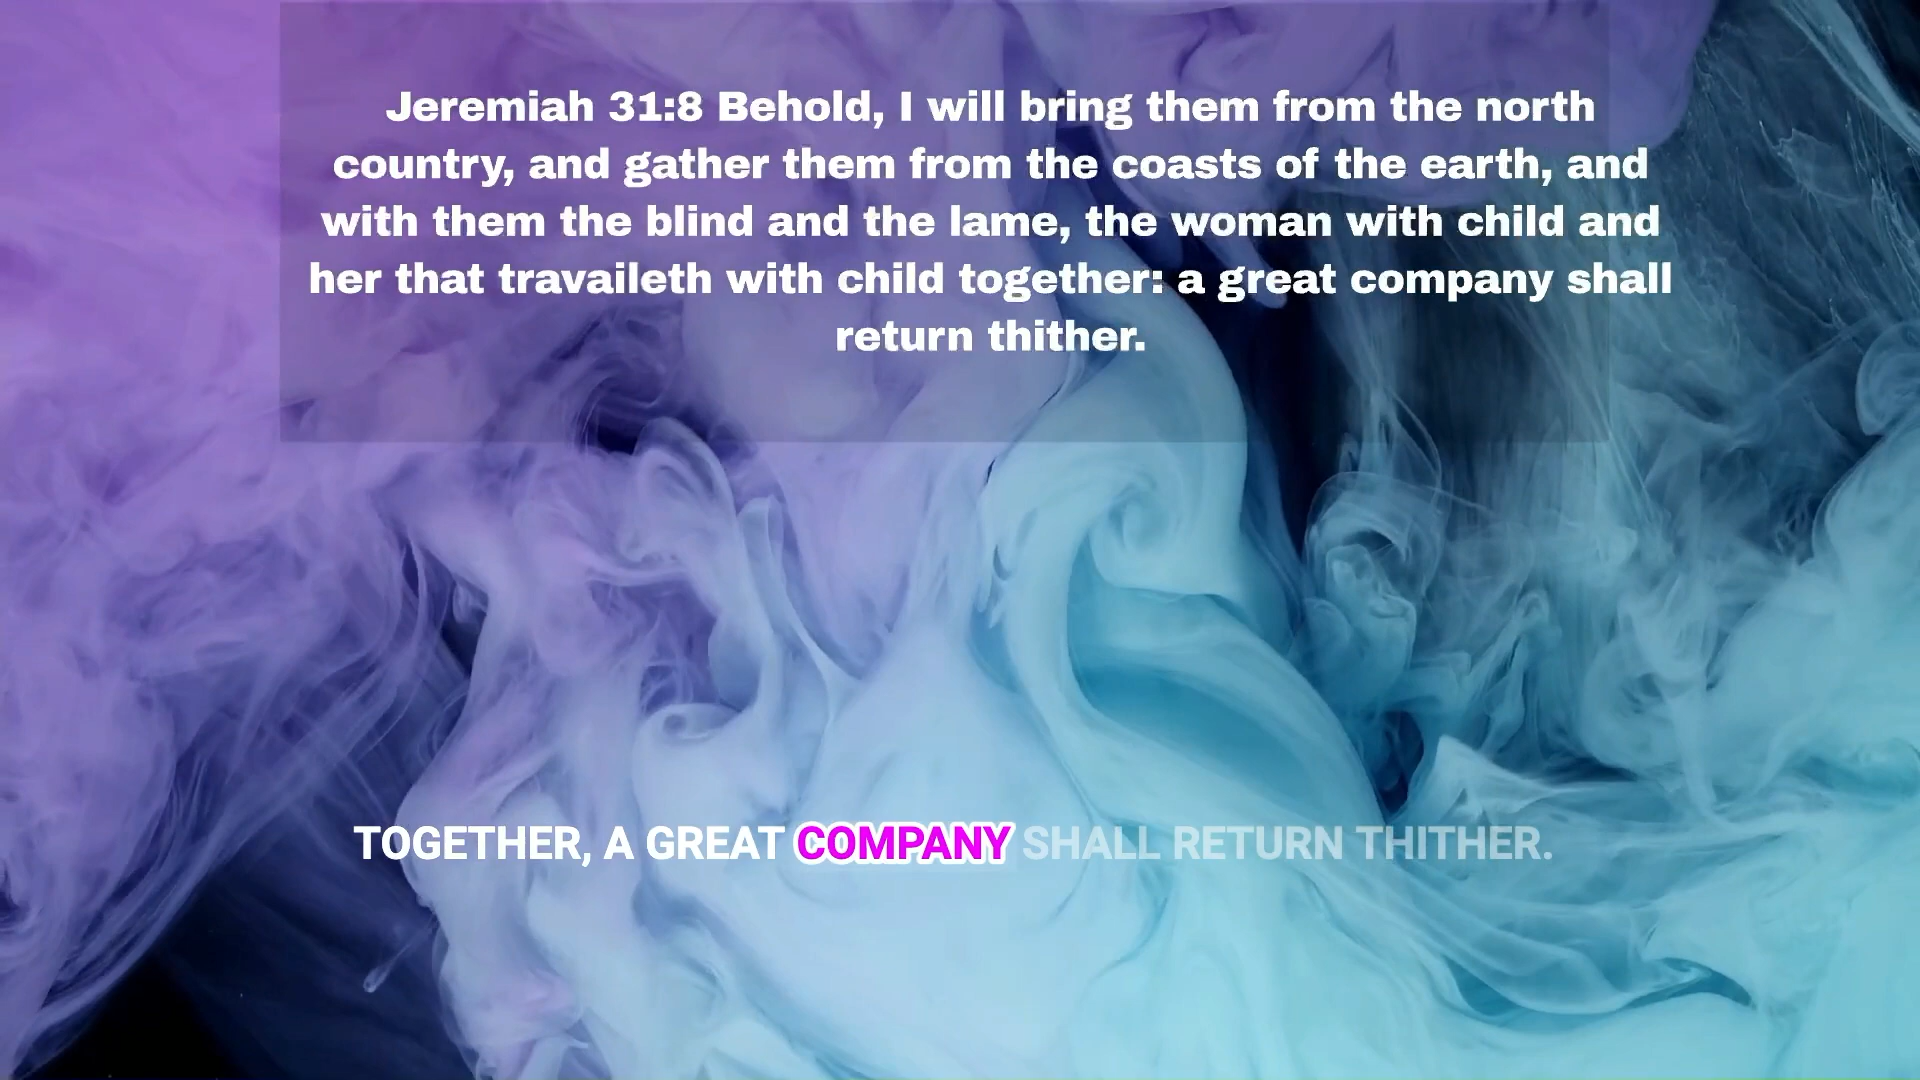 Jeremiah 31:8 Behold, I will bring them from the north
country, and gather them from the coasts of the earth, and
with them the blind and the lame, the woman with child and
her that travaileth with child together: a great company shall
return thither.
TOGETHER, A GREAT COMPANY SHALL RETURN THITHER.